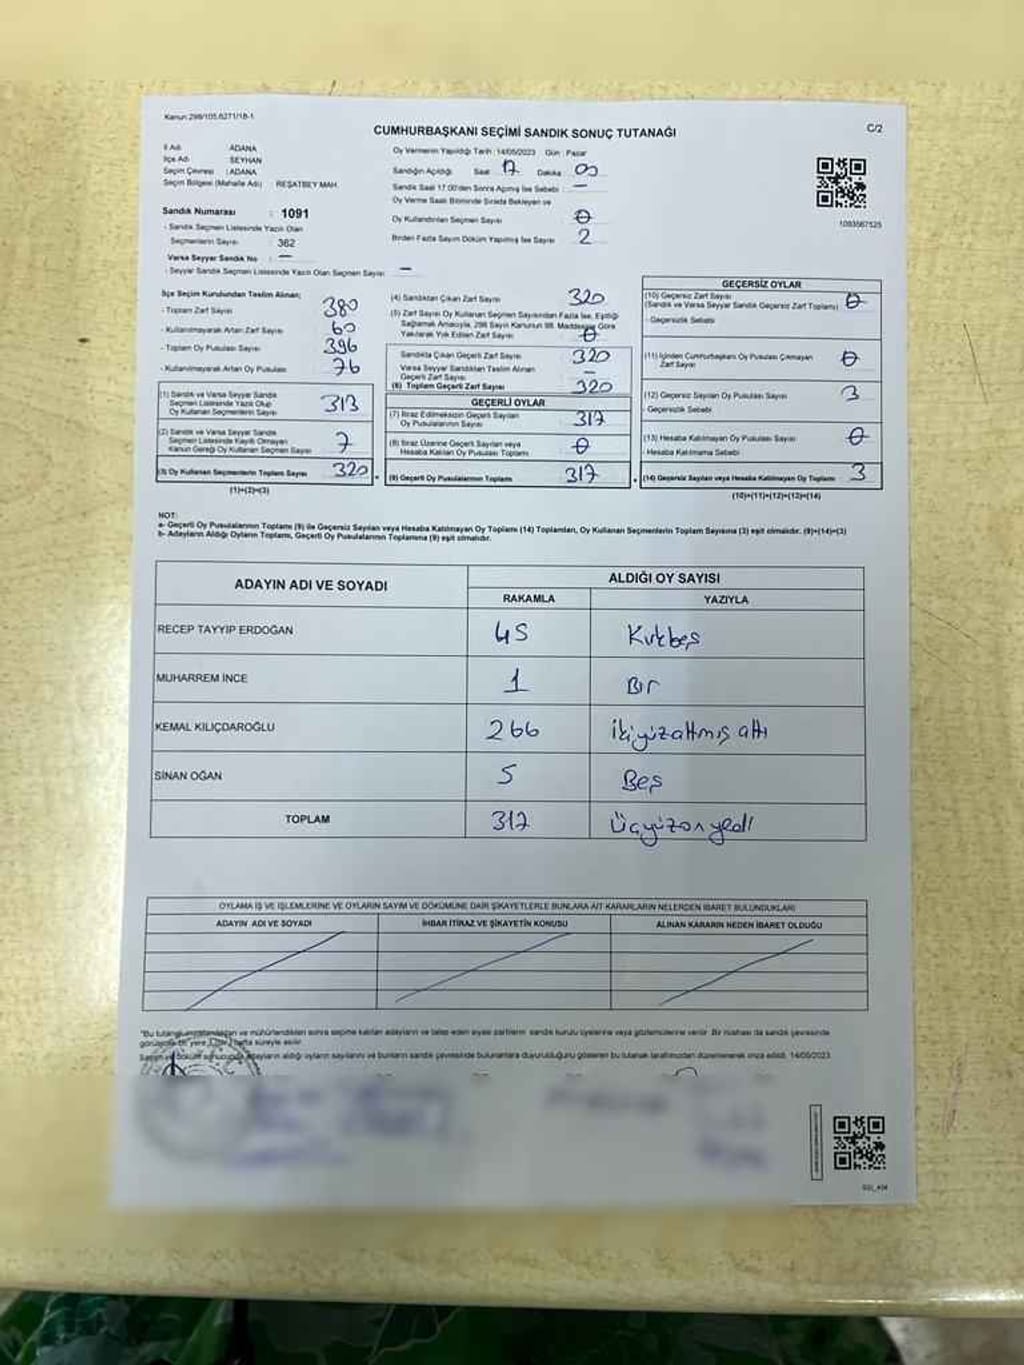 Kanun:298/105,6271/18-1
CUMHURBAŞKANI SEÇİMİ SANDIK SONUÇ TUTANAĞI
C/2
İl Adı ADANA
İlçe Adı SEYHAN
Seçim Çevresi : ADANA
Seçim Bölgesi (Mahalle Adı) : REŞATBEY MAH.
Oy Vermenin Yapıldığı Tarih : 14/05/2023 Gün : Pazar
Sandığın Açıldığı Saat 17 Dakika 00
Sandık Saat 17:00'den Sonra Açılmış İse Sebebi : —
Oy Verme Saati Bitiminde Sırada Bekleyen ve
Oy Kullandırılan Seçmen Sayısı 0
Birden Fazla Sayım Döküm Yapılmış İse Sayısı 2
1093567525
Sandık Numarası : 1091
- Sandık Seçmen Listesinde Yazılı Olan
Seçmenlerin Sayısı : 362
Varsa Seyyar Sandık No : —
- Seyyar Sandık Seçmen Listesinde Yazılı Olan Seçmen Sayısı —
İlçe Seçim Kurulundan Teslim Alınan;
- Toplam Zarf Sayısı 380
- Kullanılmayarak Artan Zarf Sayısı 60
- Toplam Oy Pusulası Sayısı 396
- Kullanılmayarak Artan Oy Pusulası 76
(1) Sandık ve Varsa Seyyar Sandık
Seçmen Listesinde Yazılı Olup
Oy Kullanan Seçmenlerin Sayısı 313
(2) Sandık ve Varsa Seyyar Sandık
Seçmen Listesinde Kayıtlı Olmayan
Kanun Gereği Oy Kullanan Seçmen Sayısı 7
(3) Oy Kullanan Seçmenlerin Toplam Sayısı 320
(1)+(2)=(3)
(4) Sandıktan Çıkan Zarf Sayısı 320
(5) Zarf Sayısı Oy Kullanan Seçmen Sayısından Fazla İse, Eşitliği
Sağlamak Amacıyla, 298 Sayılı Kanunun 98. Maddesine Göre
Yakılarak Yok Edilen Zarf Sayısı 0
Sandıkta Çıkan Geçerli Zarf Sayısı 320
Varsa Seyyar Sandıktan Teslim Alınan
Geçerli Zarf Sayısı —
(6) Toplam Geçerli Zarf Sayısı 320
GEÇERLİ OYLAR
(7) İtiraz Edilmeksizin Geçerli Sayılan
Oy Pusulalarının Sayısı 317
(8) İtiraz Üzerine Geçerli Sayılan veya
Hesaba Katılan Oy Pusulası Toplamı 0
(9) Geçerli Oy Pusulalarının Toplamı 317
GEÇERSİZ OYLAR
(10) Geçersiz Zarf Sayısı
(Sandık ve Varsa Seyyar Sandık Geçersiz Zarf Toplamı) 0
- Geçersizlik Sebebi
(11) İçinden Cumhurbaşkanı Oy Pusulası Çıkmayan
Zarf Sayısı 0
(12) Geçersiz Sayılan Oy Pusulası Sayısı 3
- Geçersizlik Sebebi
(13) Hesaba Katılmayan Oy Pusulası Sayısı 0
- Hesaba Katılmama Sebebi
(14) Geçersiz Sayılan veya Hesaba Katılmayan Oy Toplamı 3
(10)+(11)+(12)+(13)=(14)
NOT:
a- Geçerli Oy Pusulalarının Toplamı (9) ile Geçersiz Sayılan veya Hesaba Katılmayan Oy Toplamı (14) Toplamları, Oy Kullanan Seçmenlerin Toplam Sayısına (3) eşit olmalıdır. (9)+(14)=(3)
b- Adayların Aldığı Oyların Toplamı, Geçerli Oy Pusulalarının Toplamına (9) eşit olmalıdır.
ADAYIN ADI VE SOYADI ALDIĞI OY SAYISI
RAKAMLA YAZIYLA
RECEP TAYYİP ERDOĞAN 45 Kırkbeş
MUHARREM İNCE 1 Bir
KEMAL KILIÇDAROĞLU 266 İkiyüzaltmış altı
SİNAN OĞAN 5 Beş
TOPLAM 317 Üçyüzonyedi
OYLAMA İŞ VE İŞLEMLERİNE VE OYLARIN SAYIM VE DÖKÜMÜNE DAİR ŞİKAYETLERLE BUNLARA AİT KARARLARIN NELERDEN İBARET BULUNDUKLARI
ADAYIN ADI VE SOYADI İHBAR İTİRAZ VE ŞİKAYETİN KONUSU ALINAN KARARIN NEDEN İBARET OLDUĞU
"Bu tutanak imzalandıktan ve mühürlendikten sonra seçime katılan adayların ve talep eden siyasi partilerin sandık kurulu üyelerine veya gözlemcilerine verilir. Bir nüshası da sandık çevresinde
görülebilir bir yere 1 (bir) hafta süreyle asılır.
Sayım ve döküm sonucunda adayların aldığı oyların sayılarını ve bunların sandık çevresinde bulunanlara duyurulduğunu gösteren bu tutanak tarafımızdan düzenlenerek imza edildi. 14/05/2023